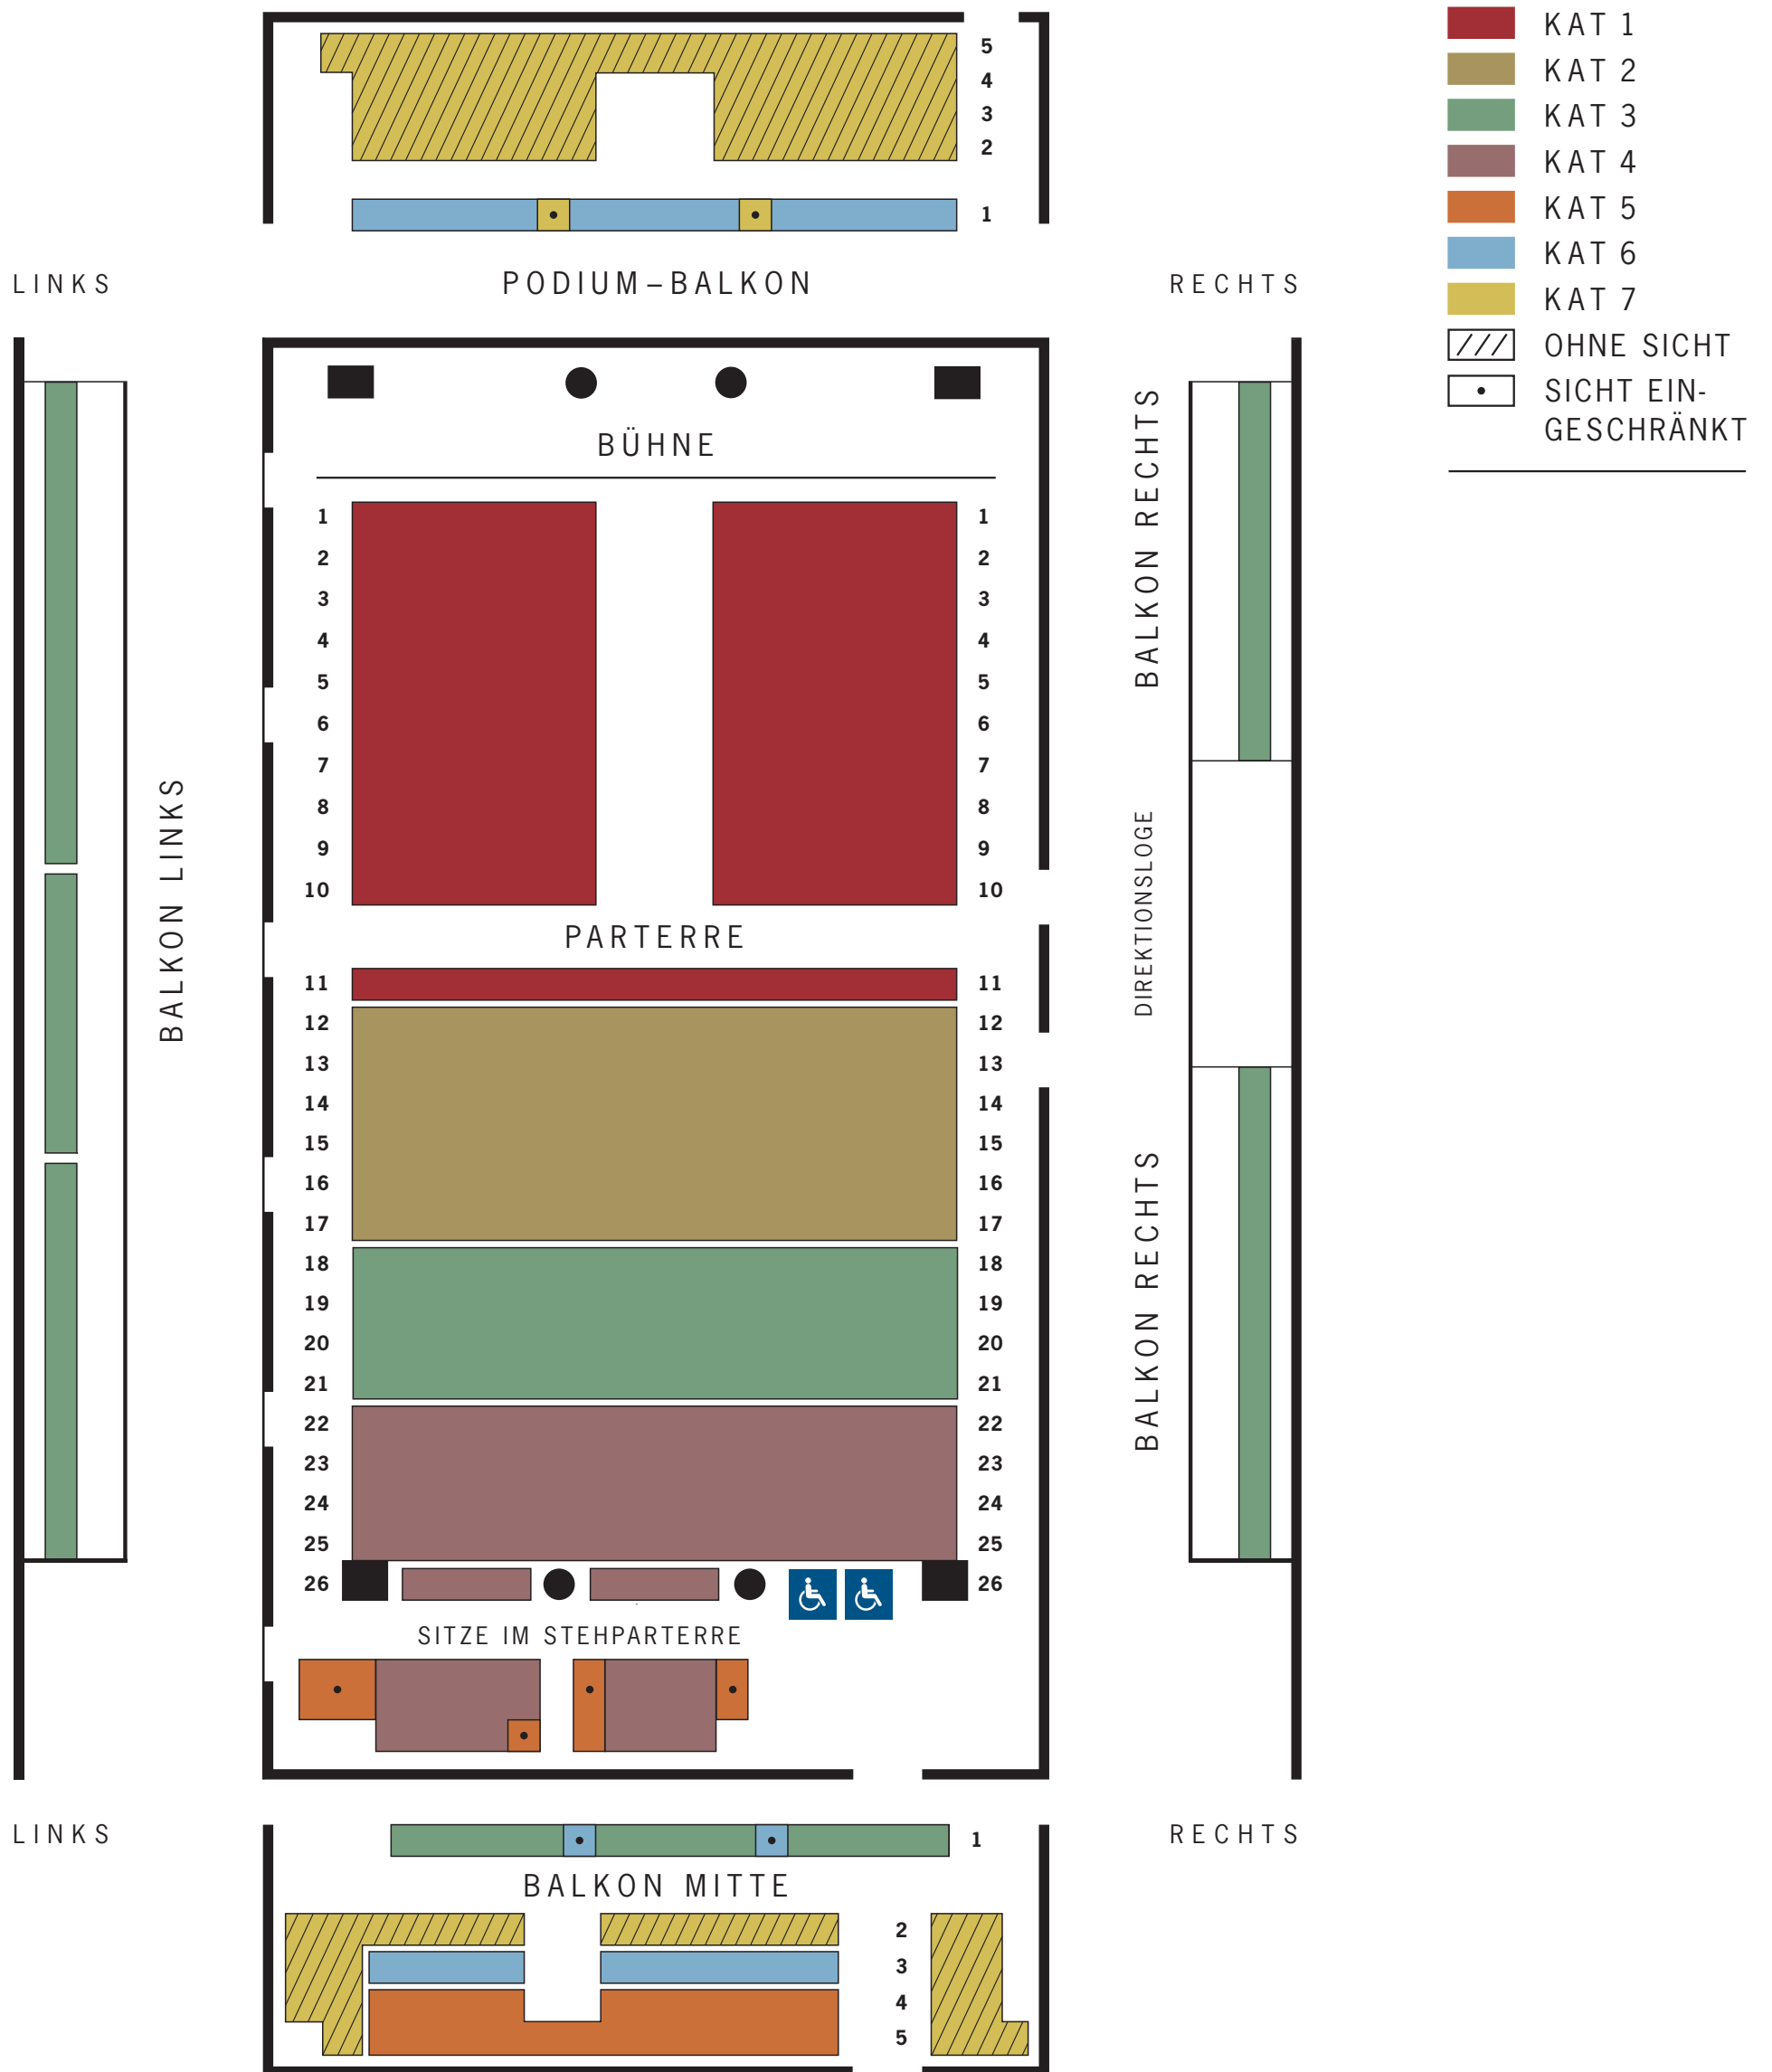 5
4
3
2
1
LINKS
PODIUM–BALKON
RECHTS
KAT 1
KAT 2
KAT 3
KAT 4
KAT 5
KAT 6
KAT 7
OHNE SICHT
SICHT EIN-
GESCHRÄNKT
BÜHNE
1 1
2 2
3 3
4 4
5 5
6 6
7 7
8 8
9 9
10 10
PARTERRE
11 11
12 12
13 13
14 14
15 15
16 16
17 17
18 18
19 19
20 20
21 21
22 22
23 23
24 24
25 25
26 26
SITZE IM STEHPARTERRE
BALKON LINKS
BALKON RECHTS
DIREKTIONSLOGE
BALKON RECHTS
LINKS
RECHTS
1
BALKON MITTE
2
3
4
5